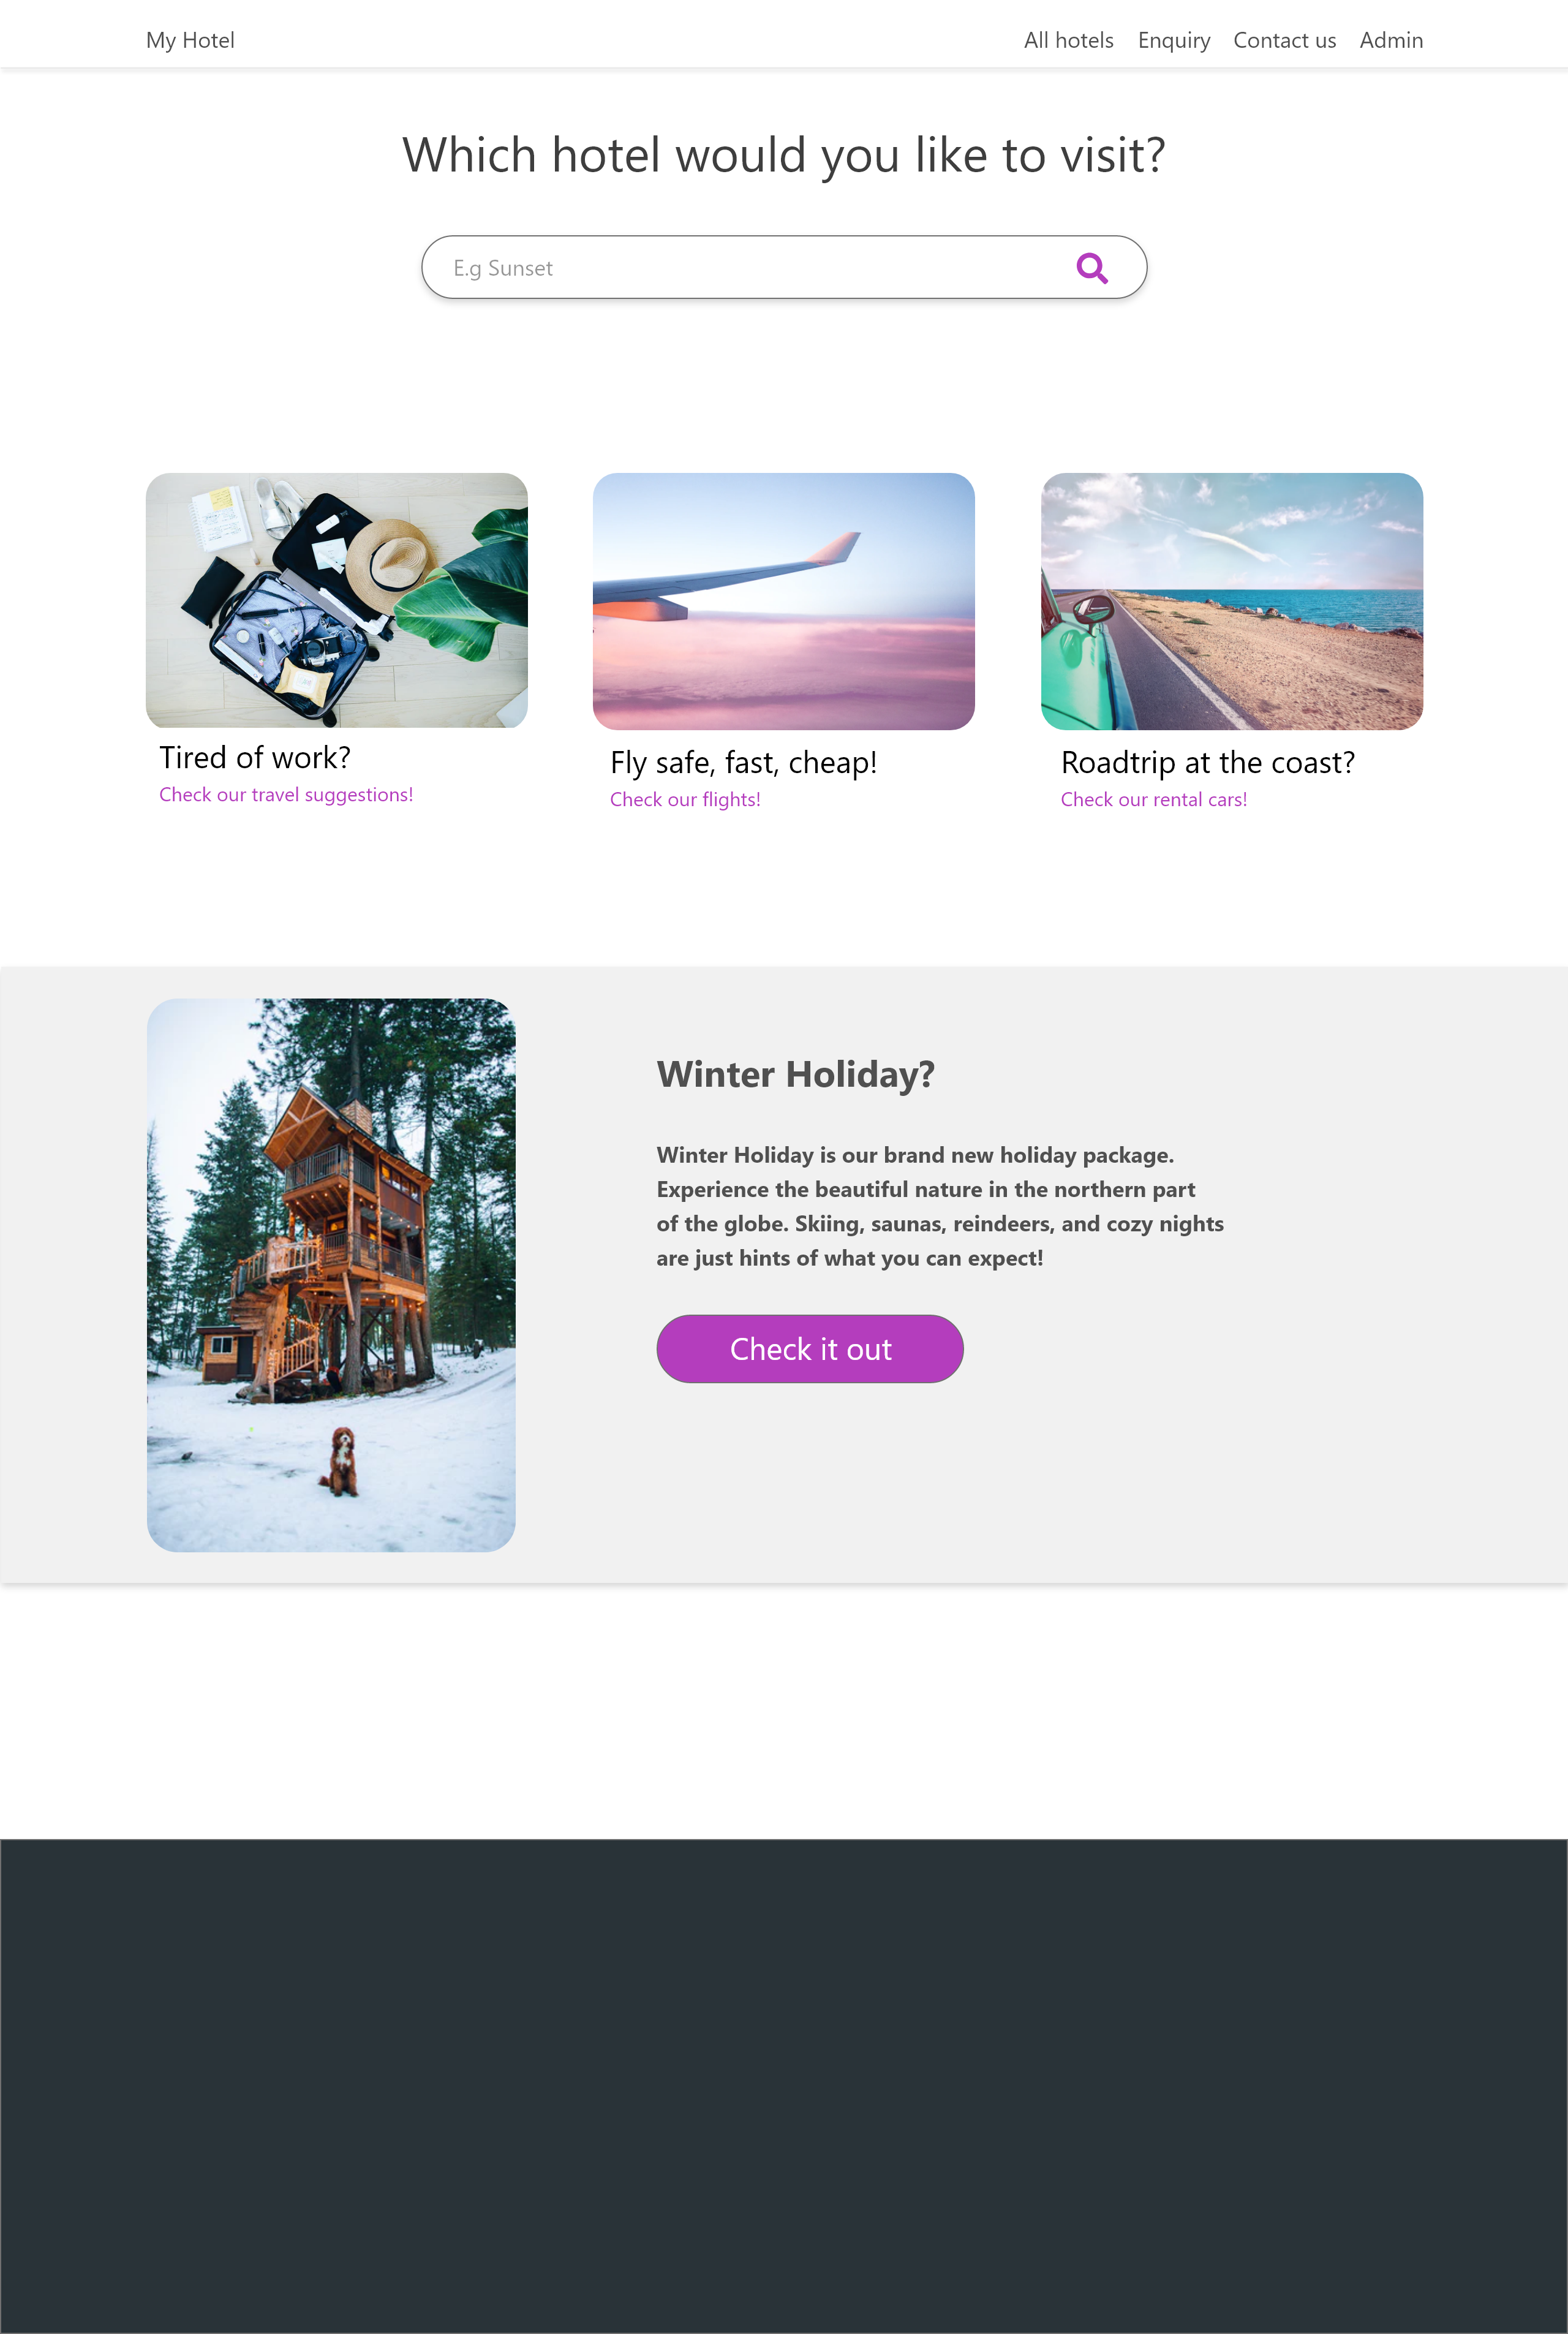 My Hotel
All hotels Enquiry Contact us Admin
Which hotel would you like to visit?
E.g Sunset
Tired of work?
Check our travel suggestions!
Fly safe, fast, cheap!
Check our flights!
Roadtrip at the coast?
Check our rental cars!
Winter Holiday?
Winter Holiday is our brand new holiday package.
Experience the beautiful nature in the northern part
of the globe. Skiing, saunas, reindeers, and cozy nights
are just hints of what you can expect!
Check it out